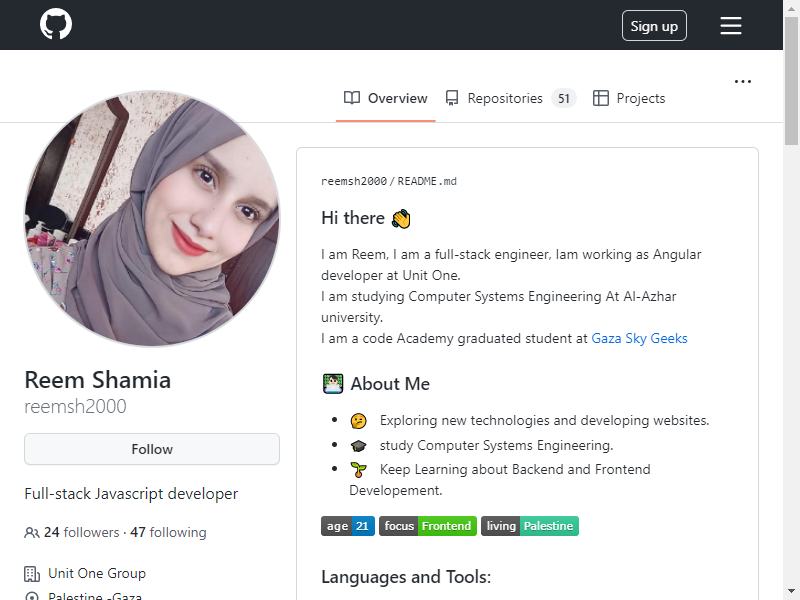 Sign up
Overview
Repositories 51
Projects
reemsh2000/README.md
Hi there 👋
I am Reem, I am a full-stack engineer, Iam working as Angular
developer at Unit One.
I am studying Computer Systems Engineering At Al-Azhar
university.
I am a code Academy graduated student at Gaza Sky Geeks
About Me
Exploring new technologies and developing websites.
study Computer Systems Engineering.
Keep Learning about Backend and Frontend
Developement.
age 21
focus Frontend
living Palestine
Languages and Tools:
Reem Shamia
reemsh2000
Follow
Full-stack Javascript developer
24 followers · 47 following
Unit One Group
Palestine -Gaza